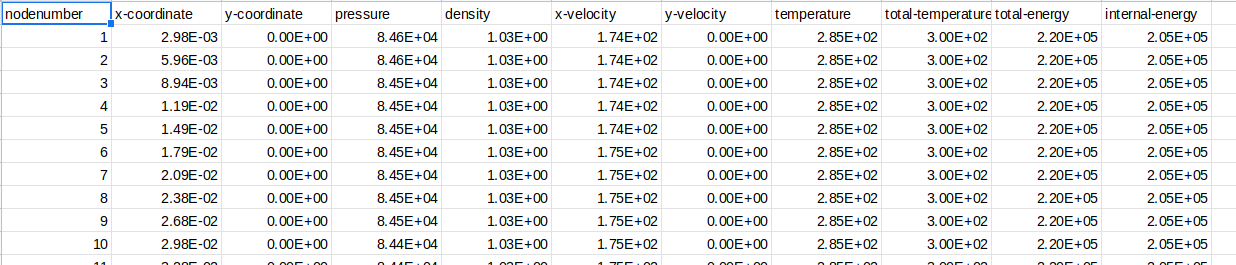 nodenumber x-coordinate y-coordinate pressure density x-velocity y-velocity temperature total-temperature total-energy internal-energy
1 2.98E-03 0.00E+00 8.46E+04 1.03E+00 1.74E+02 0.00E+00 2.85E+02 3.00E+02 2.20E+05 2.05E+05
2 5.96E-03 0.00E+00 8.46E+04 1.03E+00 1.74E+02 0.00E+00 2.85E+02 3.00E+02 2.20E+05 2.05E+05
3 8.94E-03 0.00E+00 8.45E+04 1.03E+00 1.74E+02 0.00E+00 2.85E+02 3.00E+02 2.20E+05 2.05E+05
4 1.19E-02 0.00E+00 8.45E+04 1.03E+00 1.74E+02 0.00E+00 2.85E+02 3.00E+02 2.20E+05 2.05E+05
5 1.49E-02 0.00E+00 8.45E+04 1.03E+00 1.74E+02 0.00E+00 2.85E+02 3.00E+02 2.20E+05 2.05E+05
6 1.79E-02 0.00E+00 8.45E+04 1.03E+00 1.75E+02 0.00E+00 2.85E+02 3.00E+02 2.20E+05 2.05E+05
7 2.09E-02 0.00E+00 8.45E+04 1.03E+00 1.75E+02 0.00E+00 2.85E+02 3.00E+02 2.20E+05 2.05E+05
8 2.38E-02 0.00E+00 8.45E+04 1.03E+00 1.75E+02 0.00E+00 2.85E+02 3.00E+02 2.20E+05 2.05E+05
9 2.68E-02 0.00E+00 8.45E+04 1.03E+00 1.75E+02 0.00E+00 2.85E+02 3.00E+02 2.20E+05 2.05E+05
10 2.98E-02 0.00E+00 8.44E+04 1.03E+00 1.75E+02 0.00E+00 2.85E+02 3.00E+02 2.20E+05 2.05E+05